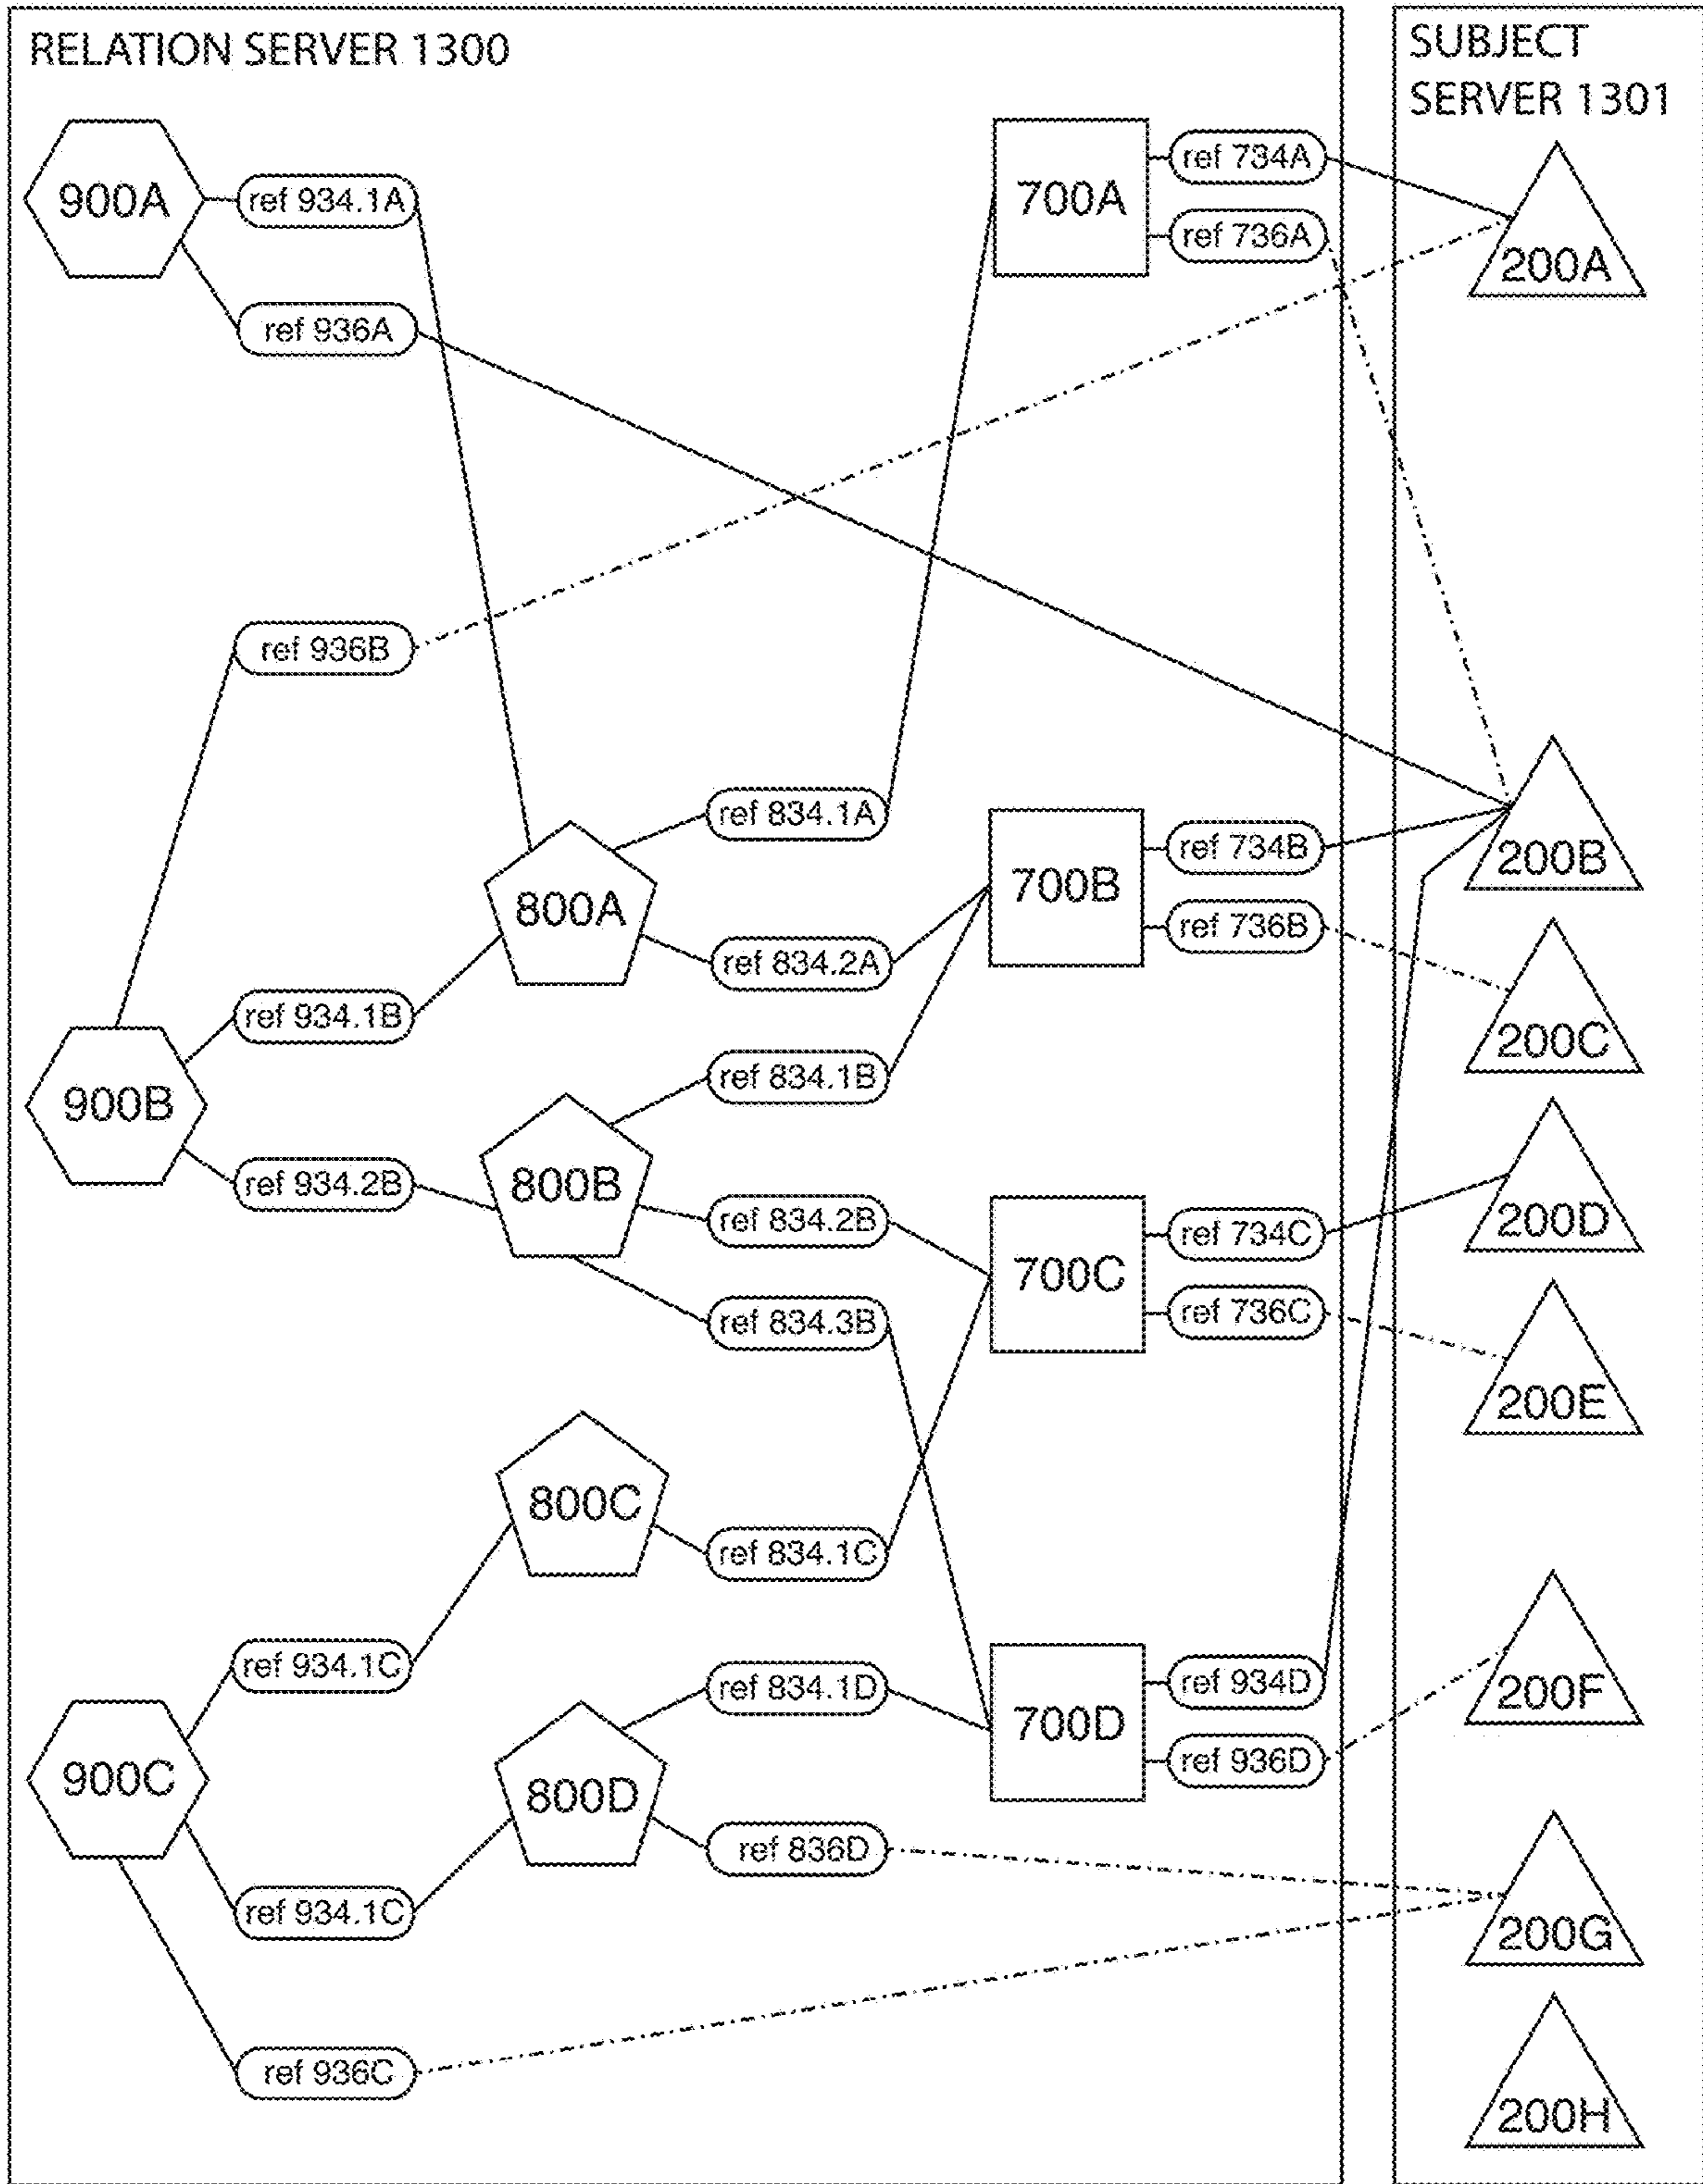 RELATION SERVER 1300
SUBJECT
SERVER 1301
900A
ref 934.1A
ref 936A
700A
ref 734A
ref 736A
200A
ref 936B
ref 834.1A
800A
ref 834.2A
700B
ref 734B
ref 736B
200B
200C
ref 934.1B
900B
ref 934.2B
ref 834.1B
800B
ref 834.2B
ref 834.3B
700C
ref 734C
ref 736C
200D
200E
800C
ref 834.1C
ref 934.1C
900C
ref 934.1C
ref 834.1D
800D
ref 836D
700D
ref 934D
ref 936D
200F
200G
ref 936C
200H